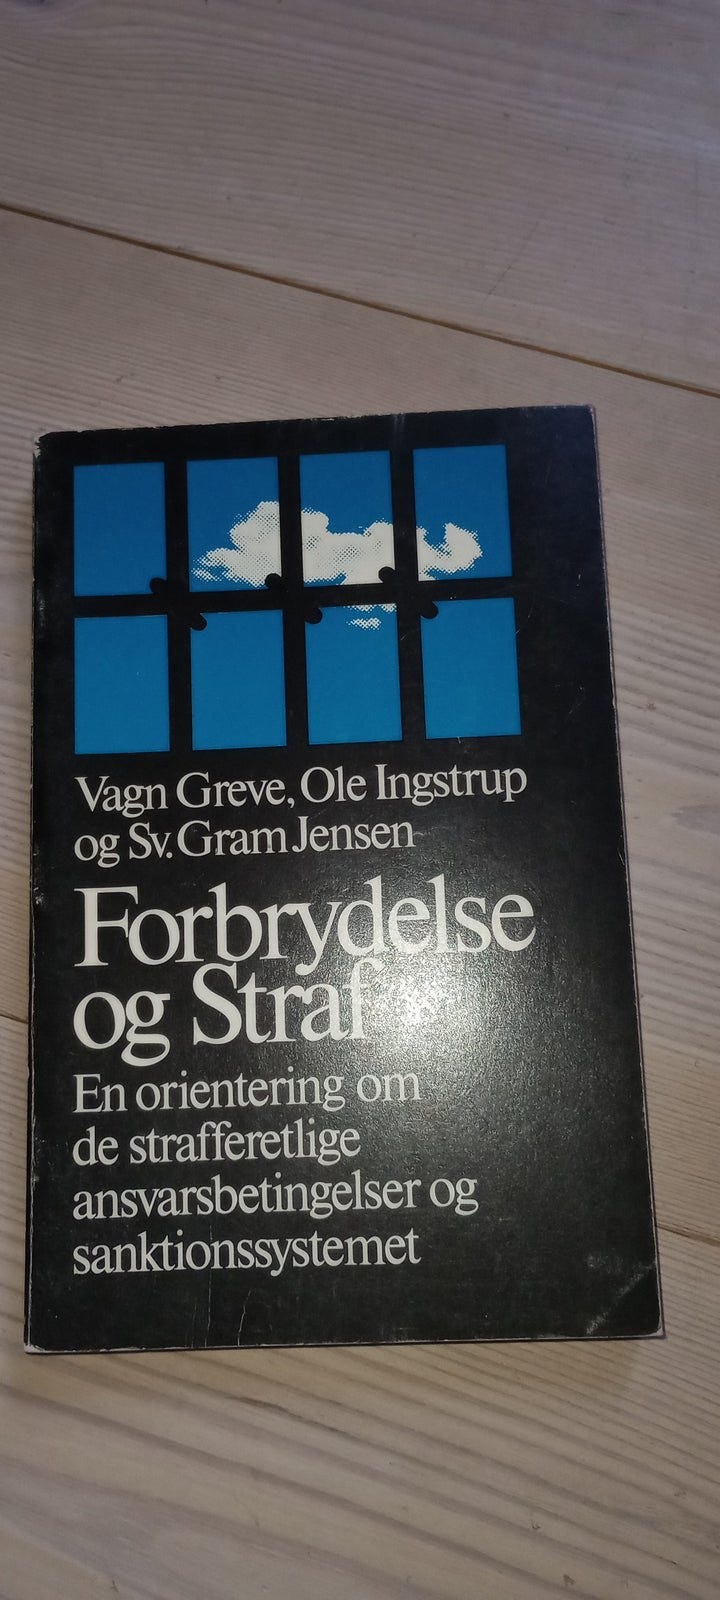 Vagn Greve, Ole Ingstrup
og Sv. Gram Jensen
Forbrydelse
og Straf
En orientering om
de strafferetlige
ansvarsbetingelser og
sanktionssystemet